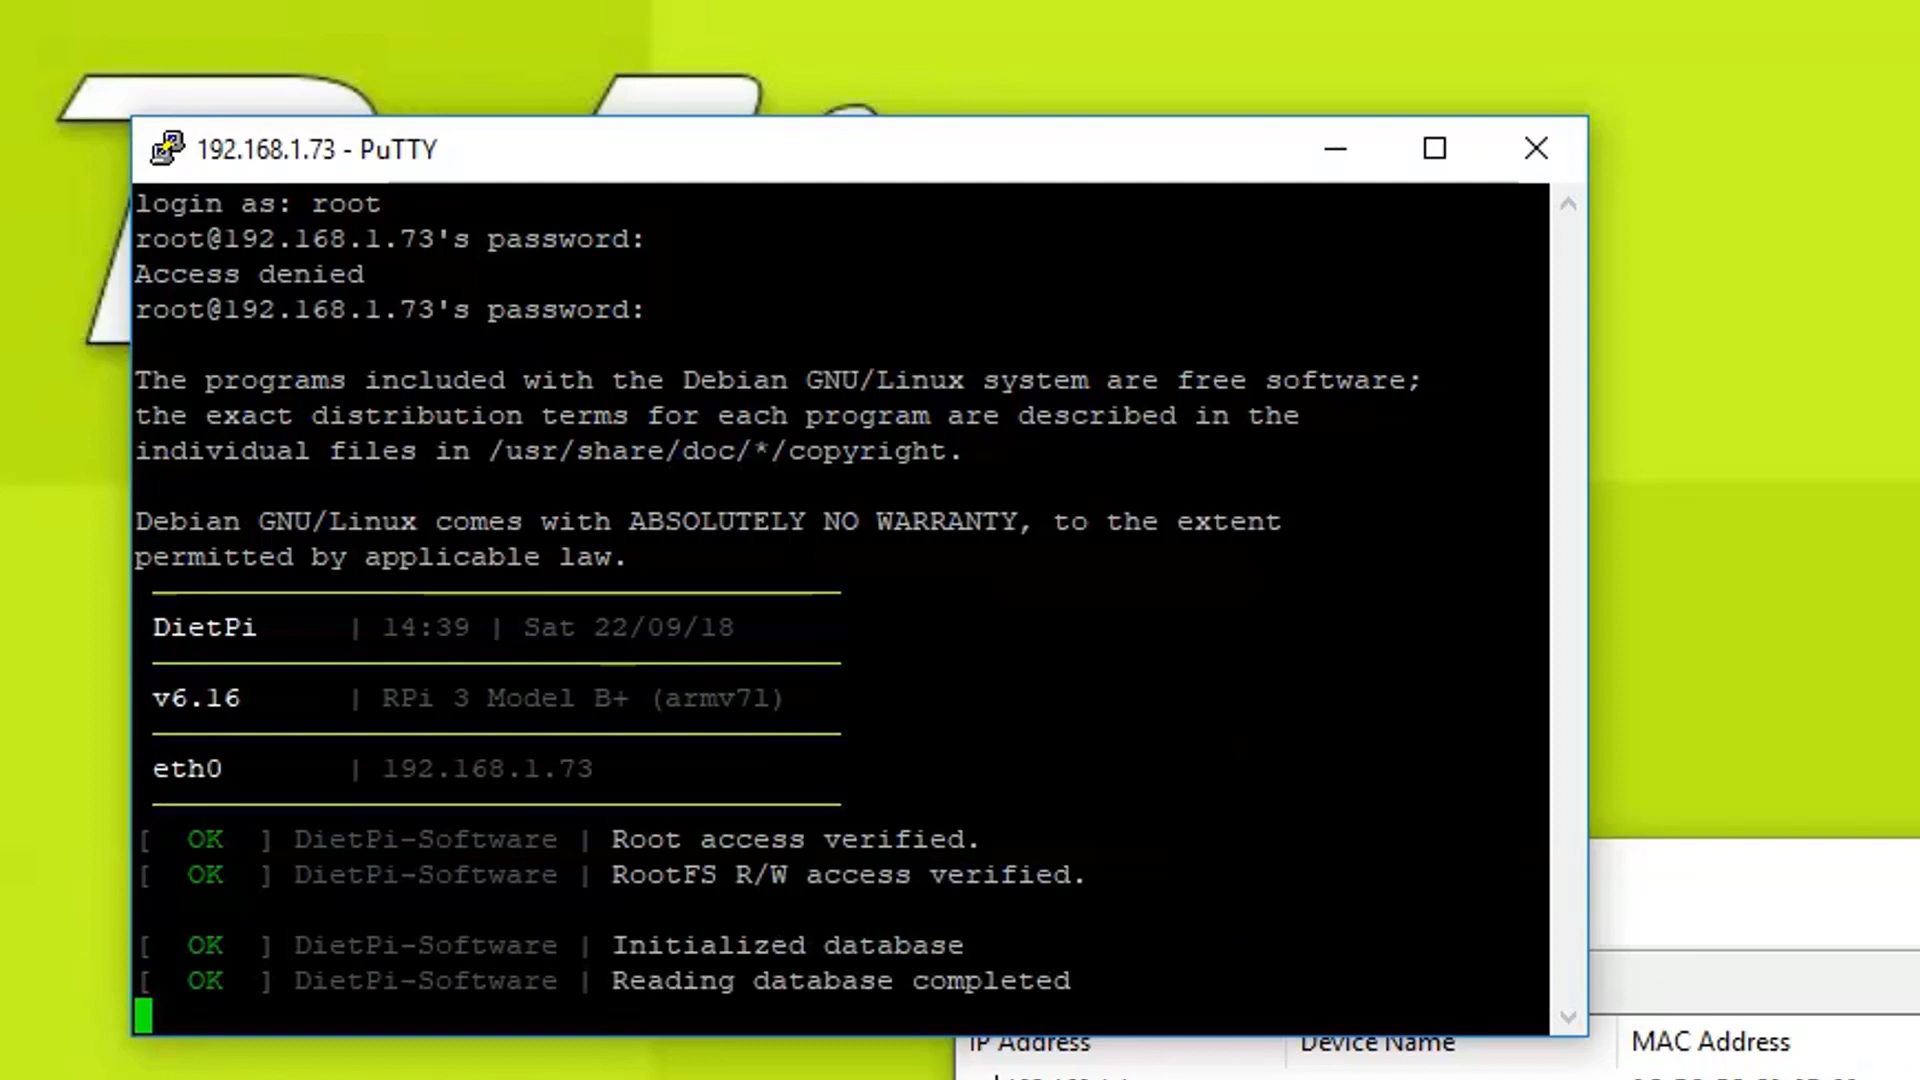 192.168.1.73 - PuTTY
login as: root
root@192.168.1.73's password:
Access denied
root@192.168.1.73's password:
The programs included with the Debian GNU/Linux system are free software;
the exact distribution terms for each program are described in the
individual files in /usr/share/doc/*/copyright.
Debian GNU/Linux comes with ABSOLUTELY NO WARRANTY, to the extent
permitted by applicable law.
DietPi | 14:39 | Sat 22/09/18
v6.16 | RPi 3 Model B+ (armv7l)
eth0 | 192.168.1.73
[ OK ] DietPi-Software | Root access verified.
[ OK ] DietPi-Software | RootFS R/W access verified.
[ OK ] DietPi-Software | Initialized database
[ OK ] DietPi-Software | Reading database completed
IP Address Device Name MAC Address